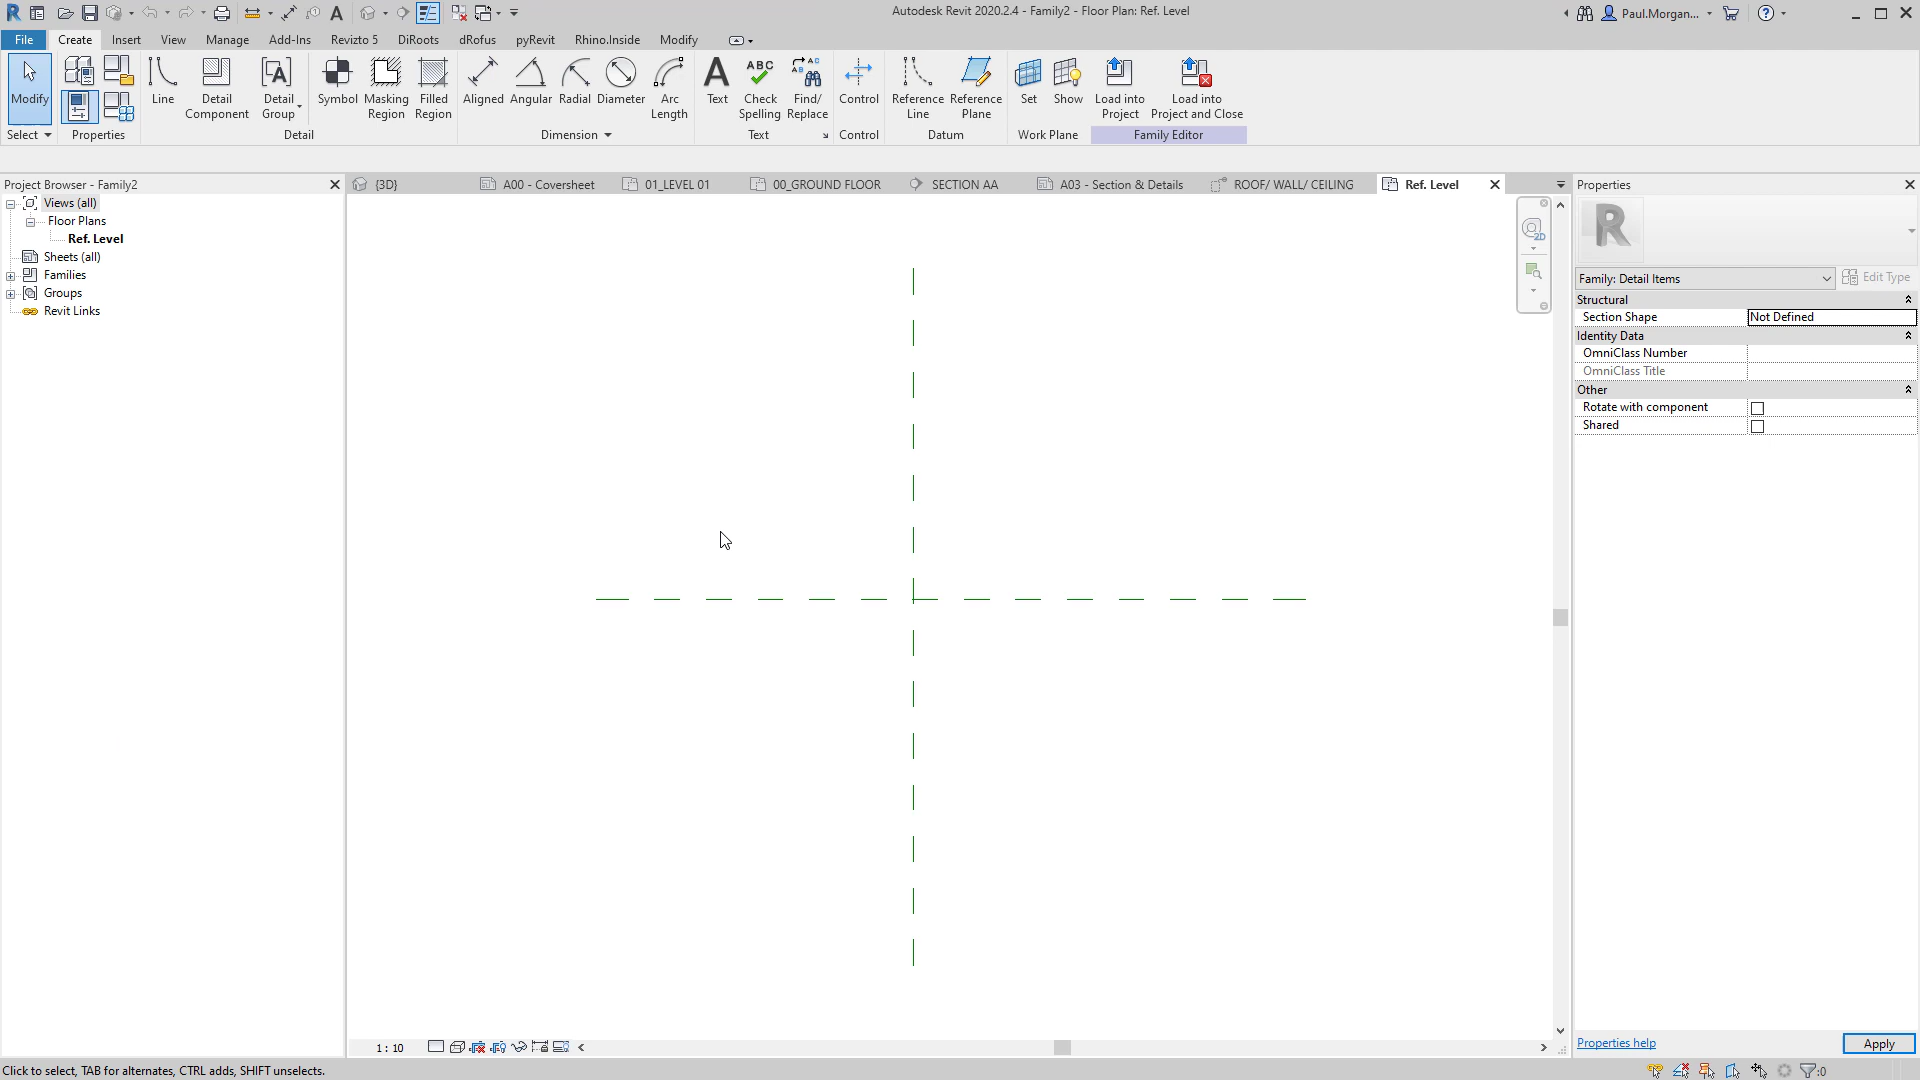 Autodesk Revit 2020.2.4 - Family2 - Floor Plan: Ref. Level
Paul.Morgan...
File Create Insert View Manage Add-Ins Revizto 5 DiRoots dRofus pyRevit Rhino.Inside Modify
Modify
Line
Detail Component
Detail Group
Symbol
Masking Region
Filled Region
Aligned
Angular
Radial
Diameter
Arc Length
Text
ABC
Check Spelling
Find/ Replace
Control
Reference Line
Reference Plane
Set
Show
Load into Project
Load into Project and Close
Select Properties Detail Dimension Text Control Datum Work Plane Family Editor
Project Browser - Family2
{3D} A00 - Coversheet 01_LEVEL 01 00_GROUND FLOOR SECTION AA A03 - Section & Details ROOF/ WALL/ CEILING Ref. Level
Properties
Views (all)
Floor Plans
Ref. Level
Sheets (all)
Families
Groups
Revit Links
2D
R
Family: Detail Items
Edit Type
Structural
Section Shape Not Defined
Identity Data
OmniClass Number
OmniClass Title
Other
Rotate with component
Shared
Properties help
Apply
1 : 10
Click to select, TAB for alternates, CTRL adds, SHIFT unselects.
:0